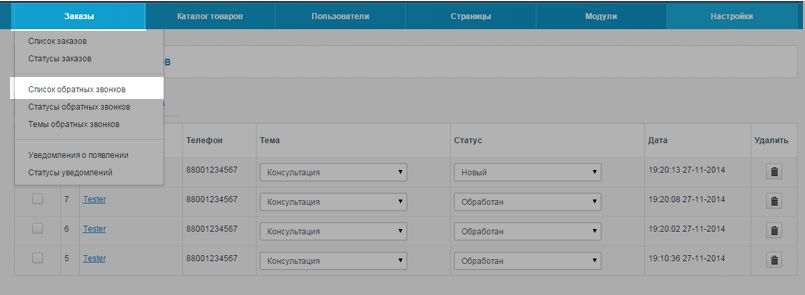 Заказы Каталог товаров Пользователи Страницы Модули Настройки
Список заказов
Статусы заказов
ов
Список обратных звонков
Статусы обратных звонков
Темы обратных звонков
Телефон Тема Статус Дата Удалить
Уведомления о появлении
88001234567 Консультация Новый 19:20:13 27-11-2014
Статусы уведомлений
7 Tester 88001234567 Консультация Обработан 19:20:08 27-11-2014
6 Tester 88001234567 Консультация Обработан 19:20:02 27-11-2014
5 Tester 88001234567 Консультация Обработан 19:10:36 27-11-2014